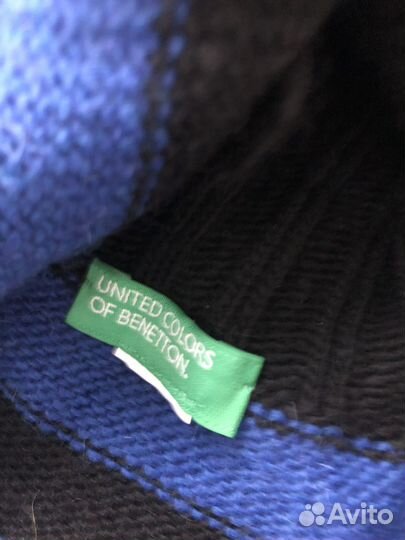 UNITED COLORS
OF BENETTON.
Avito